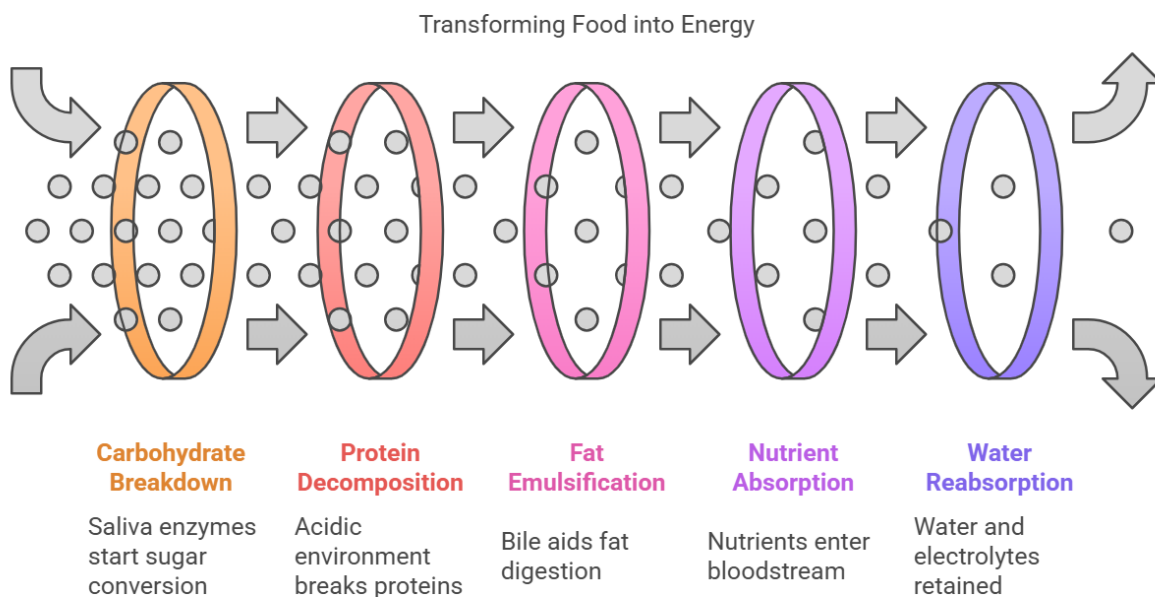 Transforming Food into Energy
Carbohydrate
Breakdown
Saliva enzymes
start sugar
conversion
Protein
Decomposition
Acidic
environment
breaks proteins
Fat
Emulsification
Bile aids fat
digestion
Nutrient
Absorption
Nutrients enter
bloodstream
Water
Reabsorption
Water and
electrolytes
retained